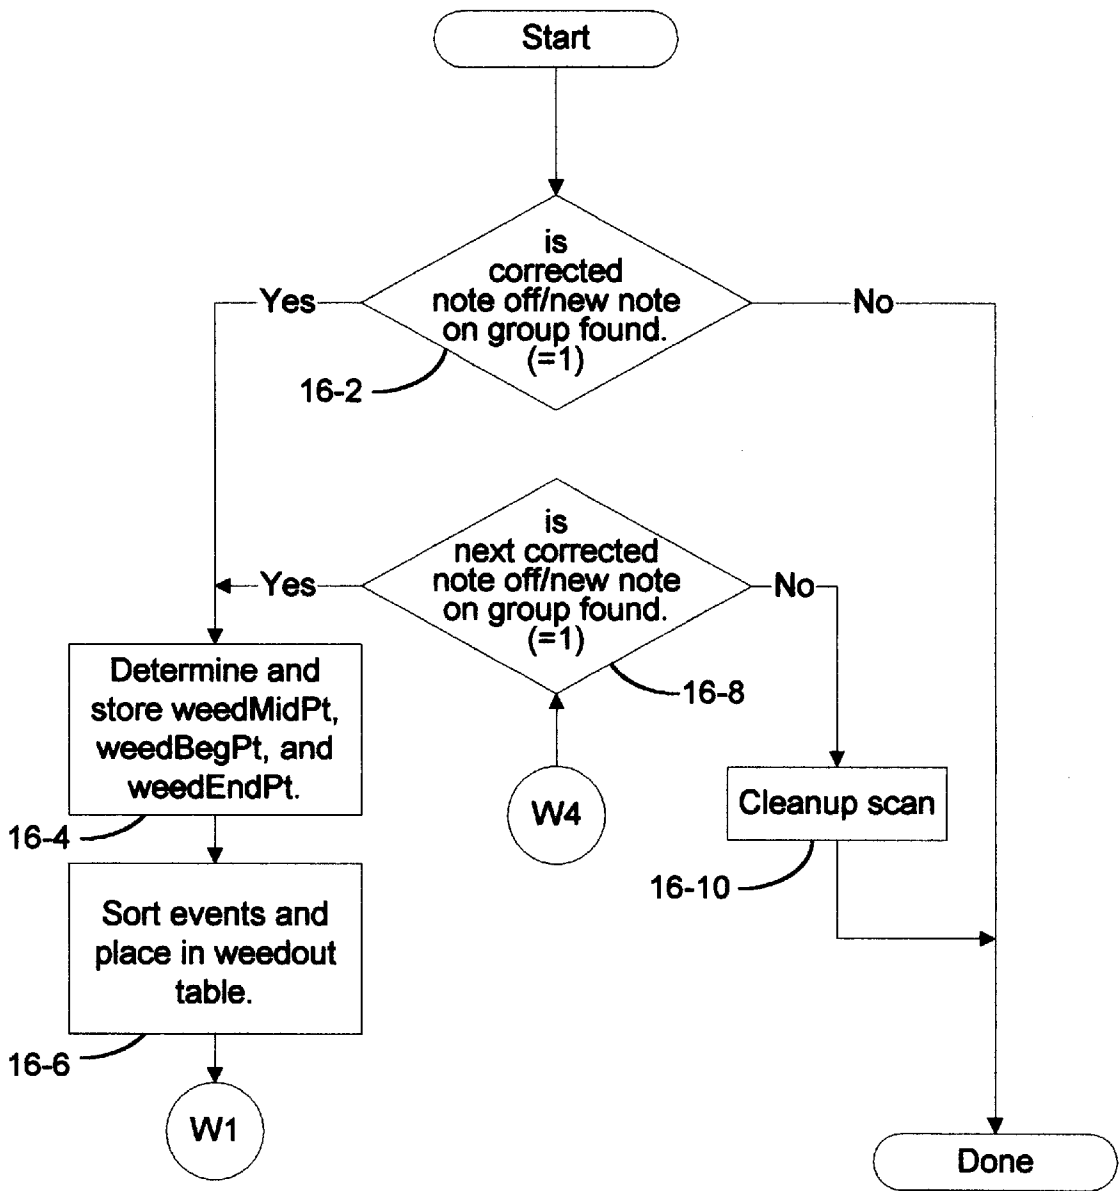 Start
is
corrected
note off/new note
on group found.
(=1)
Yes
No
16-2
is
next corrected
note off/new note
on group found.
(=1)
Yes
No
16-8
Determine and
store weedMidPt,
weedBegPt, and
weedEndPt.
16-4
W4
Cleanup scan
16-10
Sort events and
place in weedout
table.
16-6
W1
Done